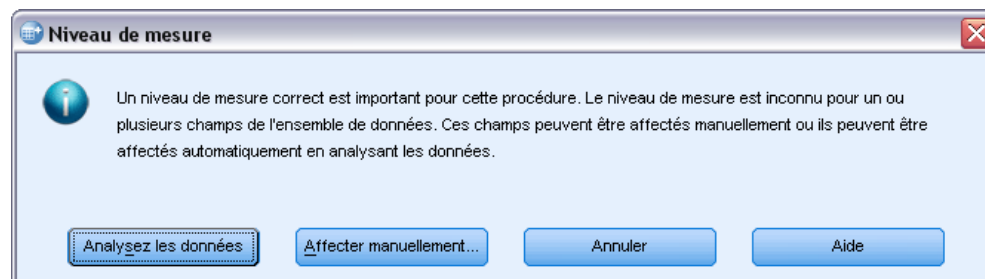 Niveau de mesure
Un niveau de mesure correct est important pour cette procédure. Le niveau de mesure est inconnu pour un ou
plusieurs champs de l'ensemble de données. Ces champs peuvent être affectés manuellement ou ils peuvent être
affectés automatiquement en analysant les données.
Analysez les données Affecter manuellement... Annuler Aide